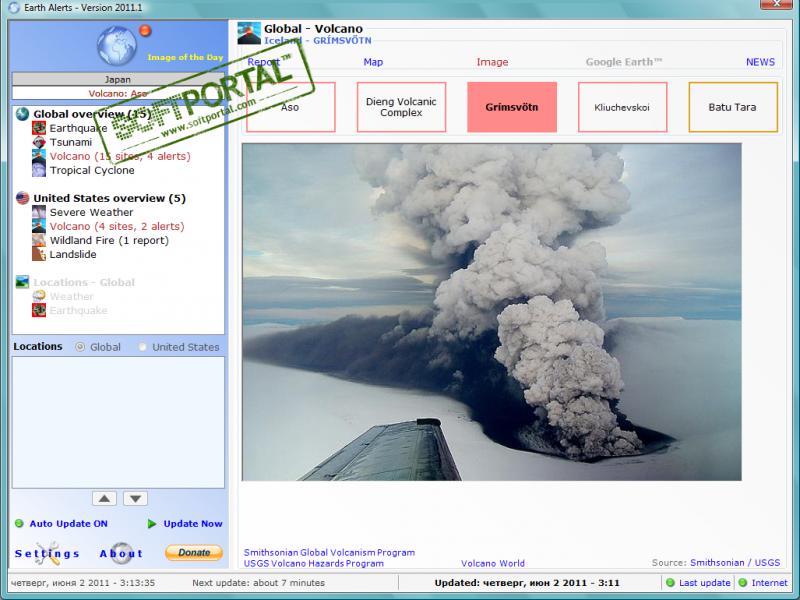 Earth Alerts - Version 2011.1
Image of the Day
Japan
Volcano: Aso
Global overview (15)
Earthquake
Tsunami
Volcano (15 sites, 4 alerts)
Tropical Cyclone
United States overview (5)
Severe Weather
Volcano (4 sites, 2 alerts)
Wildland Fire (1 report)
Landslide
Locations - Global
Weather
Earthquake
Locations Global United States
Auto Update ON Update Now
Settings About Donate
Global - Volcano
Iceland - GRÍMSVÖTN
Report Map Image Google Earth™ NEWS
Aso
Dieng Volcanic
Complex
Grímsvötn
Kliuchevskoi
Batu Tara
SOFTPORTAL™
www.softportal.com
Smithsonian Global Volcanism Program
USGS Volcano Hazards Program Volcano World Source: Smithsonian / USGS
четверг, июня 2 2011 - 3:13:35 Next update: about 7 minutes Updated: четверг, июн 2 2011 - 3:11 Last update Internet